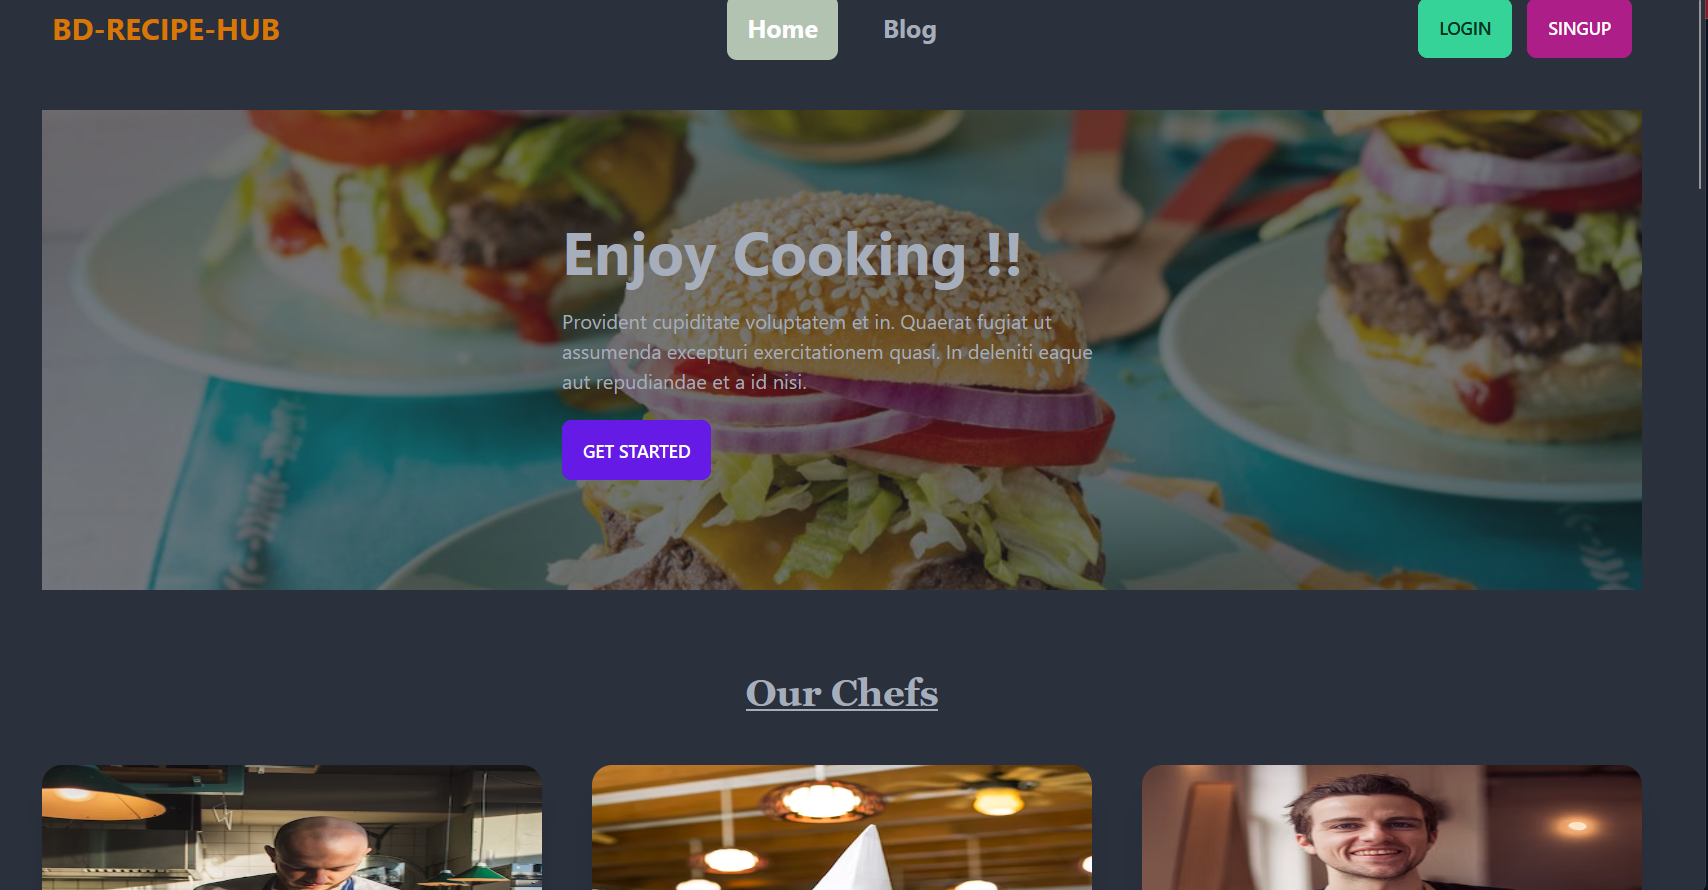 BD-RECIPE-HUB
Home
Blog
LOGIN
SINGUP
Enjoy Cooking !!
Provident cupiditate voluptatem et in. Quaerat fugiat ut
assumenda excepturi exercitationem quasi. In deleniti eaque
aut repudiandae et a id nisi.
GET STARTED
Our Chefs